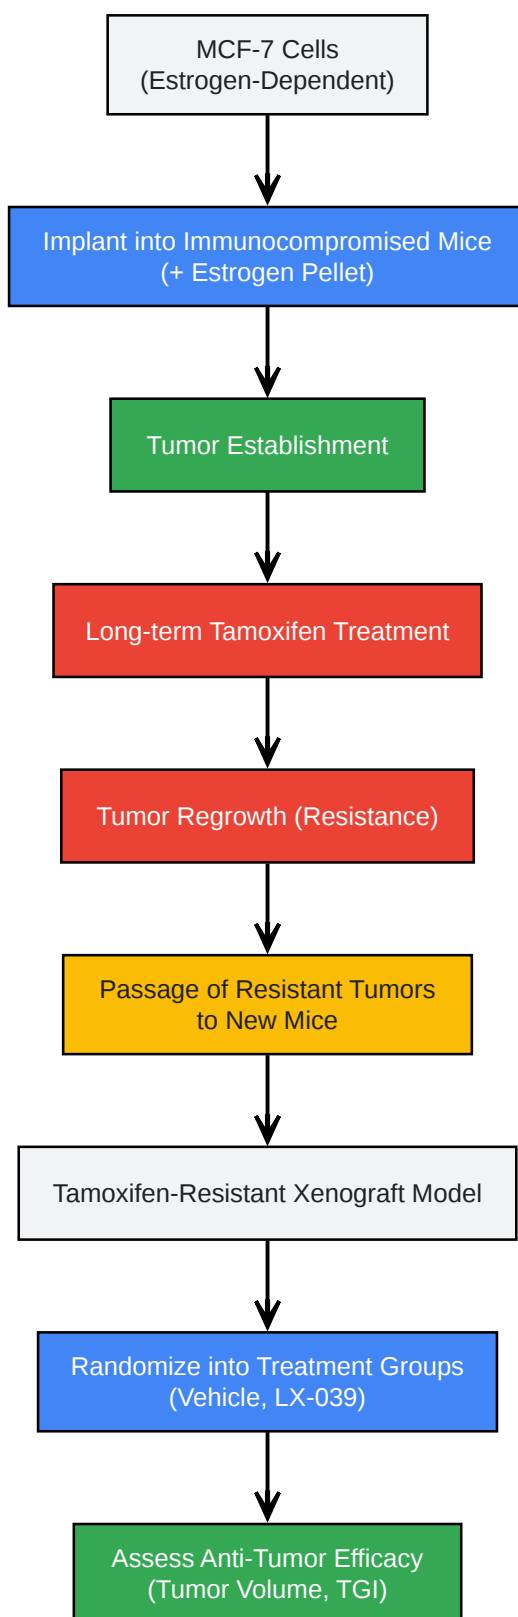 MCF-7 Cells
(Estrogen-Dependent)
Implant into Immunocompromised Mice
(+ Estrogen Pellet)
Tumor Establishment
Long-term Tamoxifen Treatment
Tumor Regrowth (Resistance)
Passage of Resistant Tumors
to New Mice
Tamoxifen-Resistant Xenograft Model
Randomize into Treatment Groups
(Vehicle, LX-039)
Assess Anti-Tumor Efficacy
(Tumor Volume, TGI)